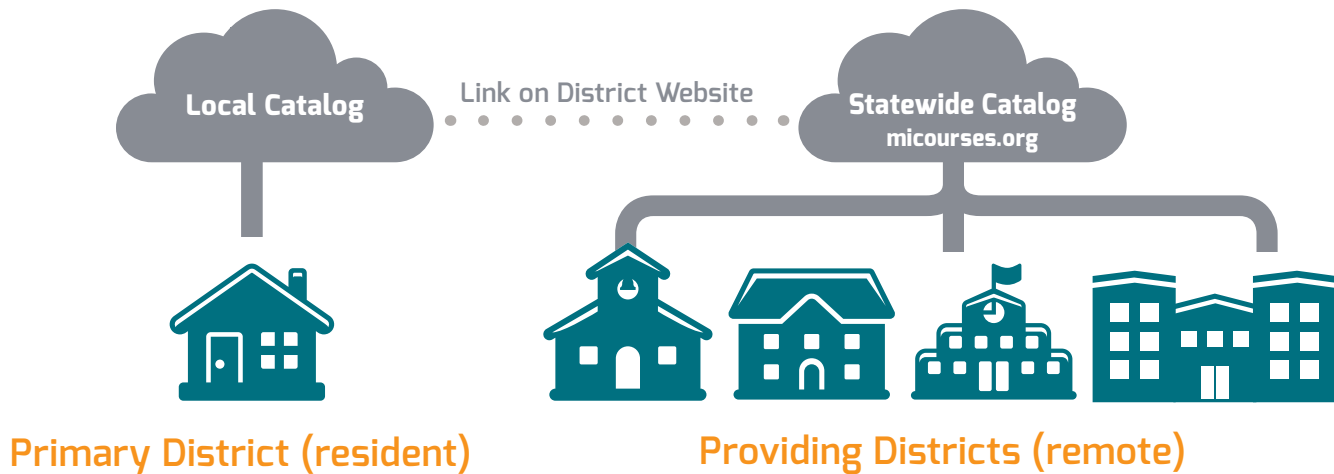 Local Catalog
Link on District Website
Statewide Catalog
micourses.org
Primary District (resident)
Providing Districts (remote)